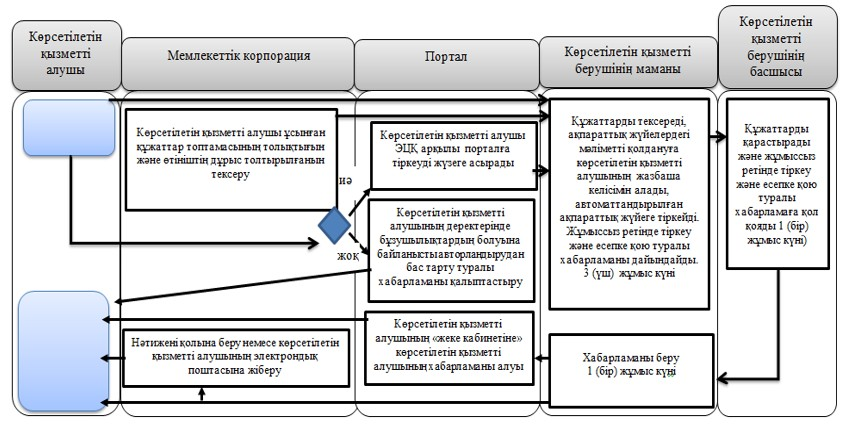 Көрсетілетін
қызметті
алушы
Мемлекеттік корпорация
Портал
Көрсетілетін қызметті
берушінің маманы
Көрсетілетін
қызметті
берушінің
басшысы
Көрсетілетін қызметті алушы ұсынған
құжаттар топтамасының толықтығын
және өтініштің дұрыс толтырылғанын
тексеру
иә
жоқ
Көрсетілетін қызметті алушы
ЭЦҚ арқылы порталға
тіркеуді жүзеге асырады
Көрсетілетін қызметті
алушының деректерінде
бұзушылықтардың болуына
байланысты авторландырудан
бас тарту туралы
хабарламаны қалыптастыру
Құжаттарды тексереді,
ақпараттық жүйелердегі
мәліметті қолдануға
көрсетілетін қызметті
алушының жазбаша
келісімін алады,
автоматтандырылған
ақпараттық жүйеге тіркейді.
Жұмыссыз ретінде тіркеу
және есепке қою туралы
хабарламаны дайындайды.
3 (үш) жұмыс күні
Құжаттарды
қарастырады
және жұмыссыз
ретінде тіркеу
және есепке қою
туралы
хабарламаға қол
қояды 1 (бір)
жұмыс күні)
Нәтижені қолына беру немесе көрсетілетін
қызметті алушының электрондық
поштасына жіберу
Көрсетілетін қызметті
алушының «жеке кабинетіне»
көрсетілетін қызметті
алушының хабарламаны алуы
Хабарламаны беру
1 (бір) жұмыс күні